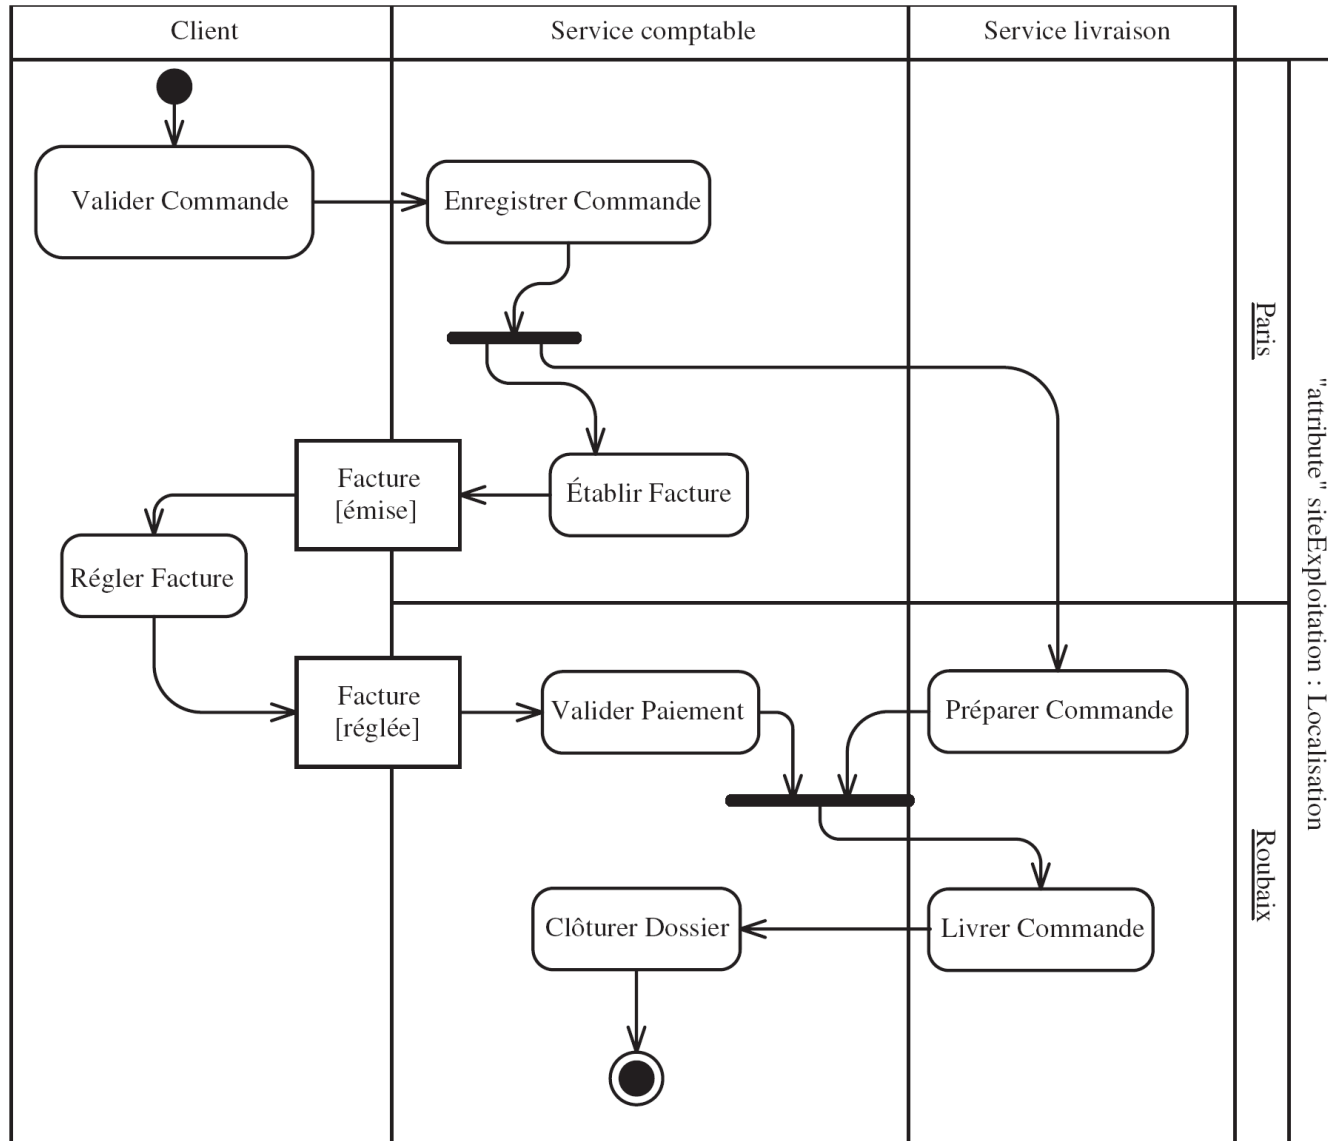 Client
Service comptable
Service livraison
Valider Commande
Enregistrer Commande
Paris
"attribute" siteExploitation : Localisation
Facture
[émise]
Établir Facture
Régler Facture
Facture
[réglée]
Valider Paiement
Préparer Commande
Roubaix
Clôturer Dossier
Livrer Commande